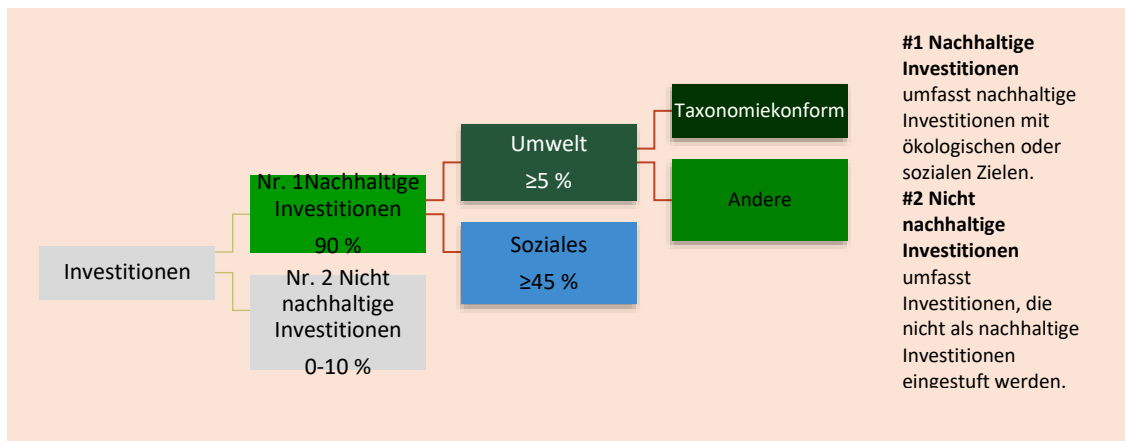 Investitionen
Nr. 1Nachhaltige
Investitionen
90 %
Nr. 2 Nicht
nachhaltige
Investitionen
0-10 %
Umwelt
≥5 %
Soziales
≥45 %
Taxonomiekonform
Andere
#1 Nachhaltige
Investitionen
umfasst nachhaltige
Investitionen mit
ökologischen oder
sozialen Zielen.
#2 Nicht
nachhaltige
Investitionen
umfasst
Investitionen, die
nicht als nachhaltige
Investitionen
eingestuft werden.